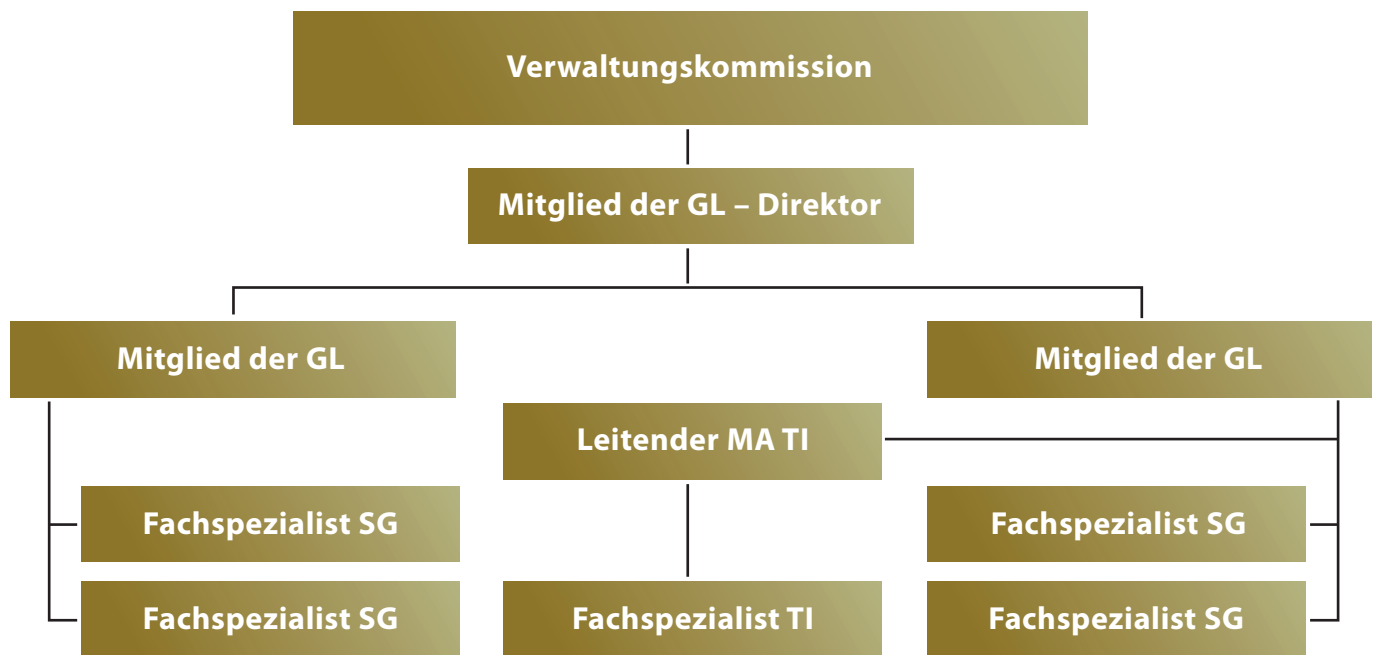 Verwaltungskommission
Mitglied der GL – Direktor
Mitglied der GL
Mitglied der GL
Leitender MA TI
Fachspezialist SG
Fachspezialist SG
Fachspezialist SG
Fachspezialist TI
Fachspezialist SG